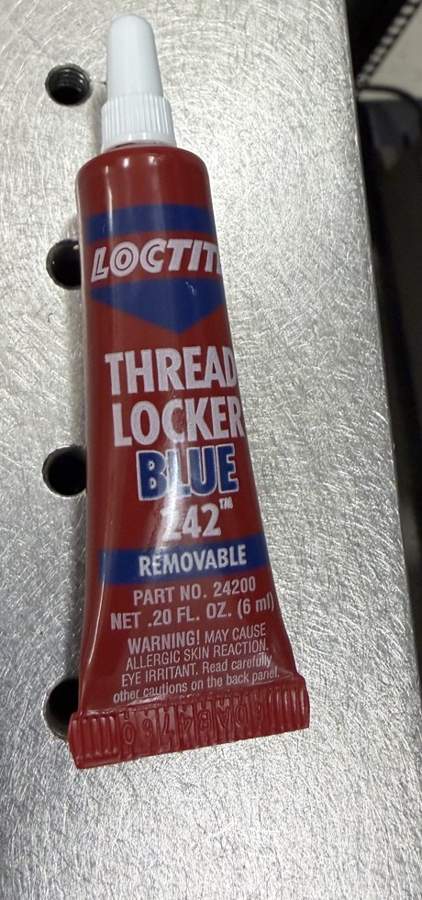 LOCTITE
THREAD
LOCKER
BLUE
242™
REMOVABLE
PART NO. 24200
NET .20 FL. OZ. (6 ml)
WARNING! MAY CAUSE
ALLERGIC SKIN REACTION.
EYE IRRITANT. Read carefully
other cautions on the back panel.